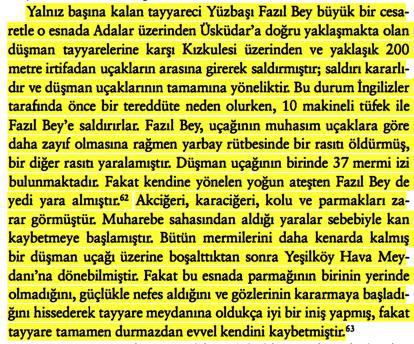 Yalnız başına kalan tayyareci Yüzbaşı Fazıl Bey büyük bir cesa-
retle o esnada Adalar üzerinden Üsküdar’a doğru yaklaşmakta olan
düşman tayyarelerine karşı Kızkulesi üzerinden ve yaklaşık 200
metre irtifadan uçakların arasına girerek saldırmıştır; saldırı kararlı-
dır ve düşman uçaklarının tamamına yöneliktir. Bu durum İngilizler
tarafında önce bir tereddüte neden olurken, 10 makineli tüfek ile
Fazıl Bey’e saldırırlar. Fazıl Bey, uçağının muhasım uçaklara göre
daha zayıf olmasına rağmen yarbay rütbesinde bir rasıtı öldürmüş,
bir diğer rasıtı yaralamıştır. Düşman uçağının birinde 37 mermi izi
bulunmaktadır. Fakat kendine yönelen yoğun ateşten Fazıl Bey de
yedi yara almıştır.62 Akciğeri, karaciğeri, kolu ve parmakları za-
rar görmüştür. Muharebe sahasından aldığı yaralar sebebiyle kan
kaybetmeye başlamıştır. Bütün mermilerini daha kenarda kalmış
bir düşman uçağı üzerine boşalttıktan sonra Yeşilköy Hava Mey-
danı’na dönebilmiştir. Fakat bu esnada parmağının birinin yerinde
olmadığını, güçlükle nefes aldığını ve gözlerinin kararmaya başladı-
ğını hissederek tayyare meydanına oldukça iyi bir iniş yapmış, fakat
tayyare tamamen durmazdan evvel kendini kaybetmiştir.63